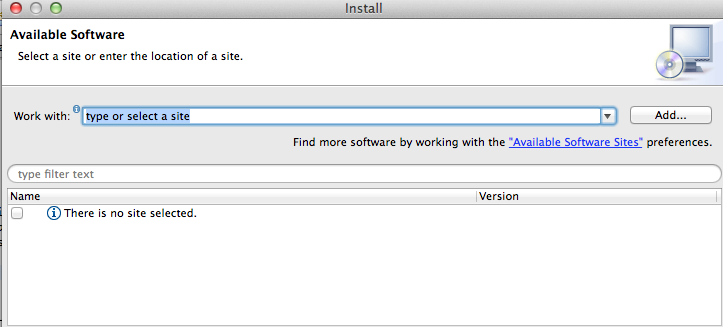 Install
Available Software
Select a site or enter the location of a site.
Work with: type or select a site Add...
Find more software by working with the "Available Software Sites" preferences.
type filter text
Name Version
There is no site selected.